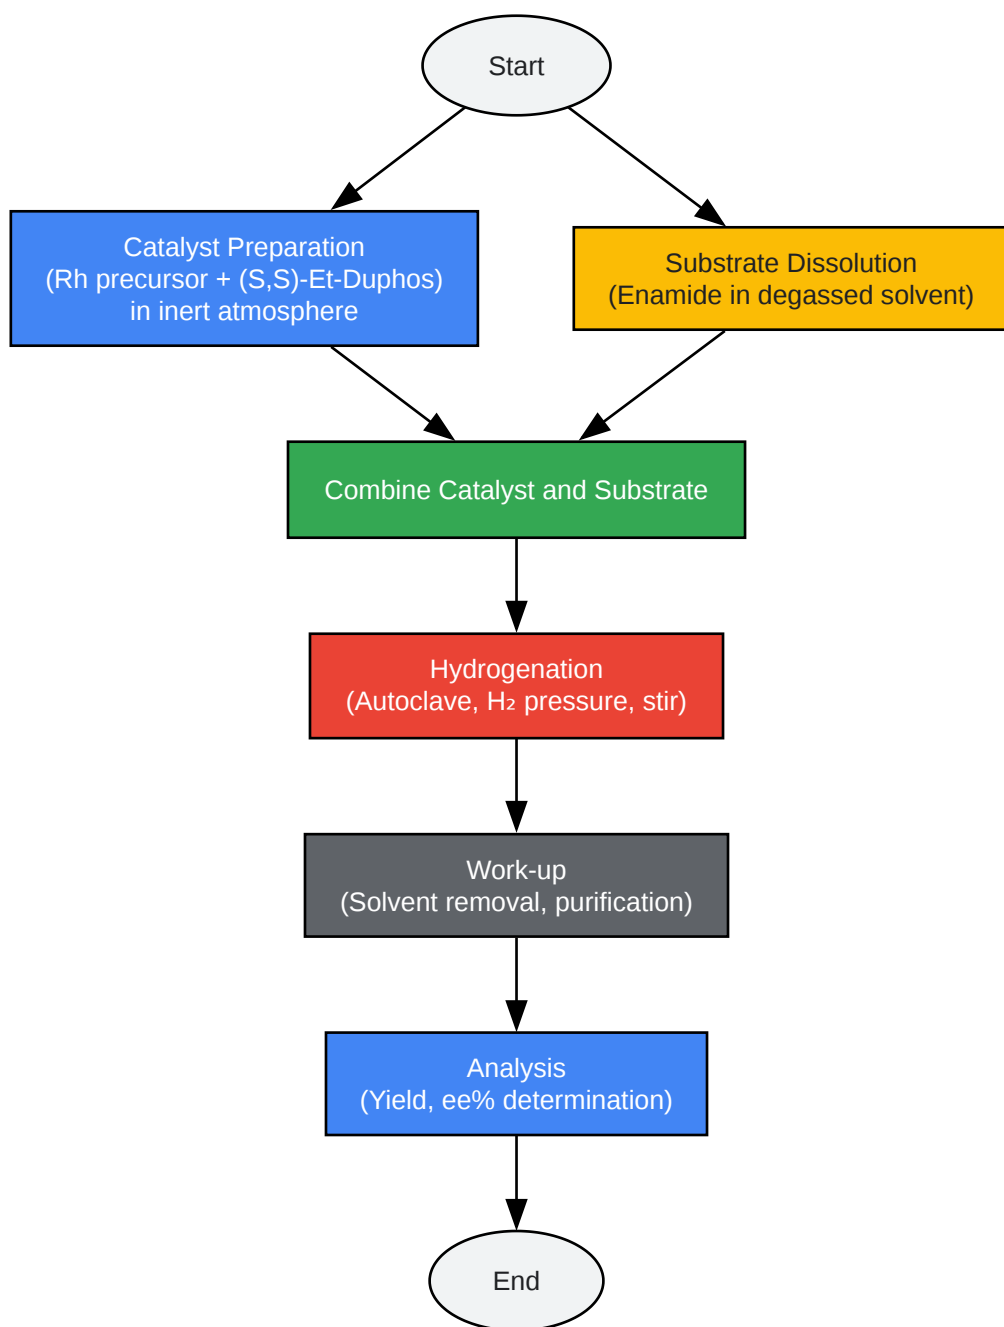 Start
Catalyst Preparation
(Rh precursor + (S,S)-Et-Duphos)
in inert atmosphere
Substrate Dissolution
(Enamide in degassed solvent)
Combine Catalyst and Substrate
Hydrogenation
(Autoclave, H₂ pressure, stir)
Work-up
(Solvent removal, purification)
Analysis
(Yield, ee% determination)
End